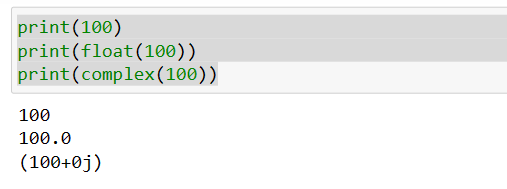 print(100)
print(float(100))
print(complex(100))
100
100.0
(100+0j)